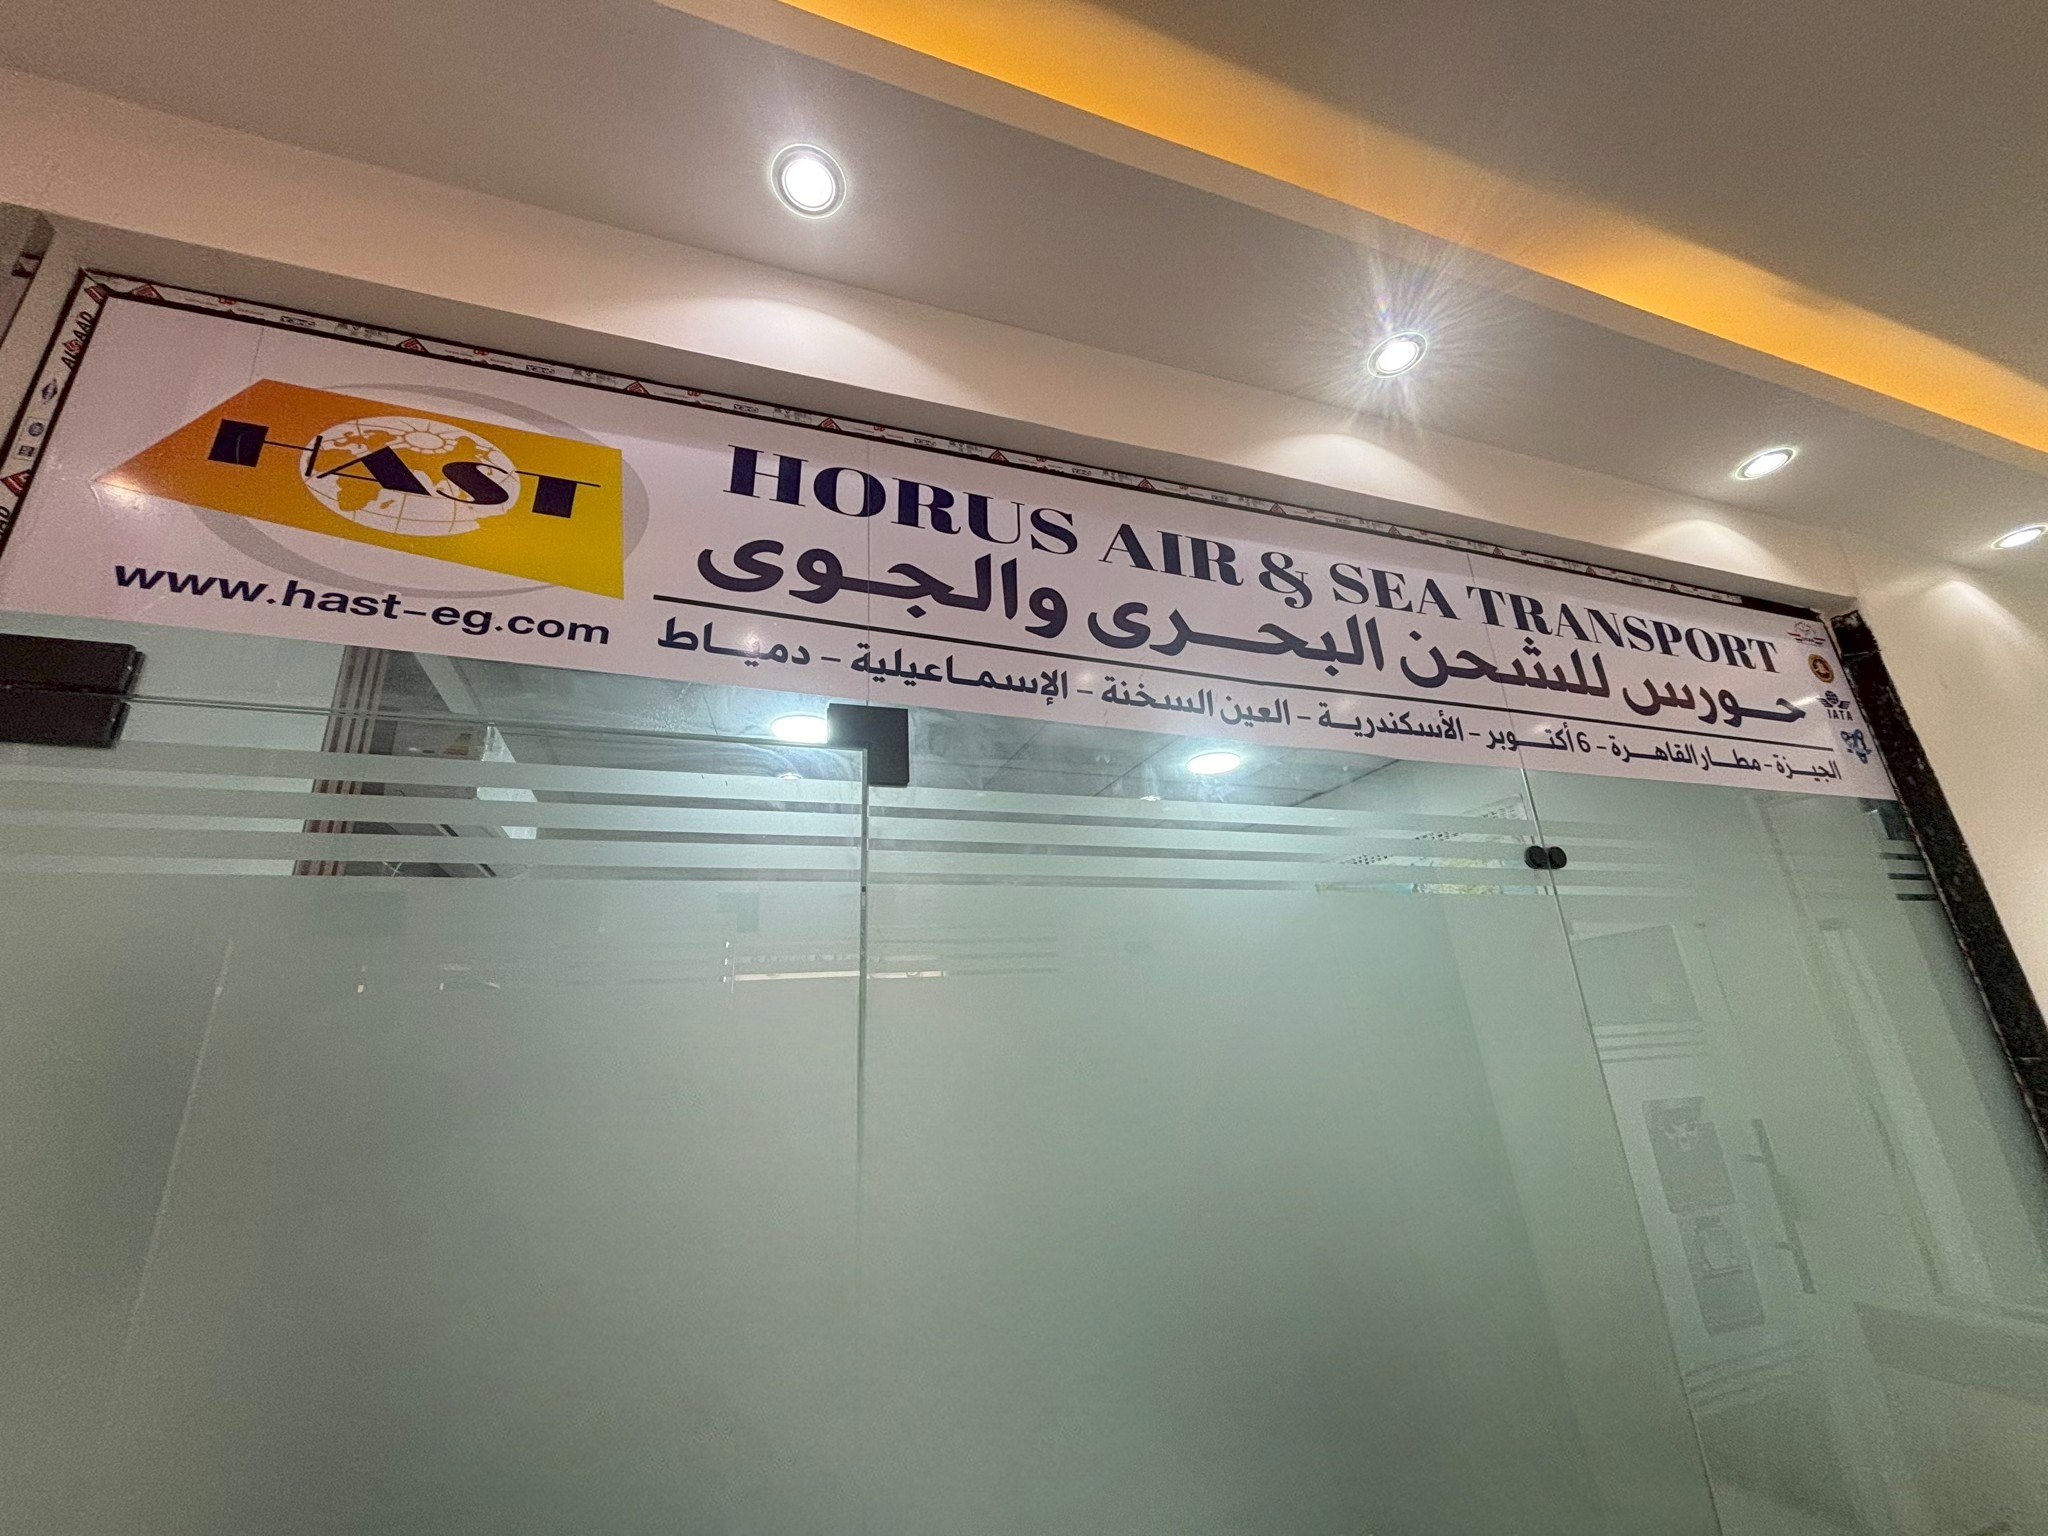 HAST
www.hast-eg.com
HORUS AIR & SEA TRANSPORT
حورس للشحن البحرى والجوى
الجيزة - مطار القاهرة - 6 أكتوبر - الأسكندرية - العين السخنة - الإسماعيلية - دمياط
IATA
ALSAAD